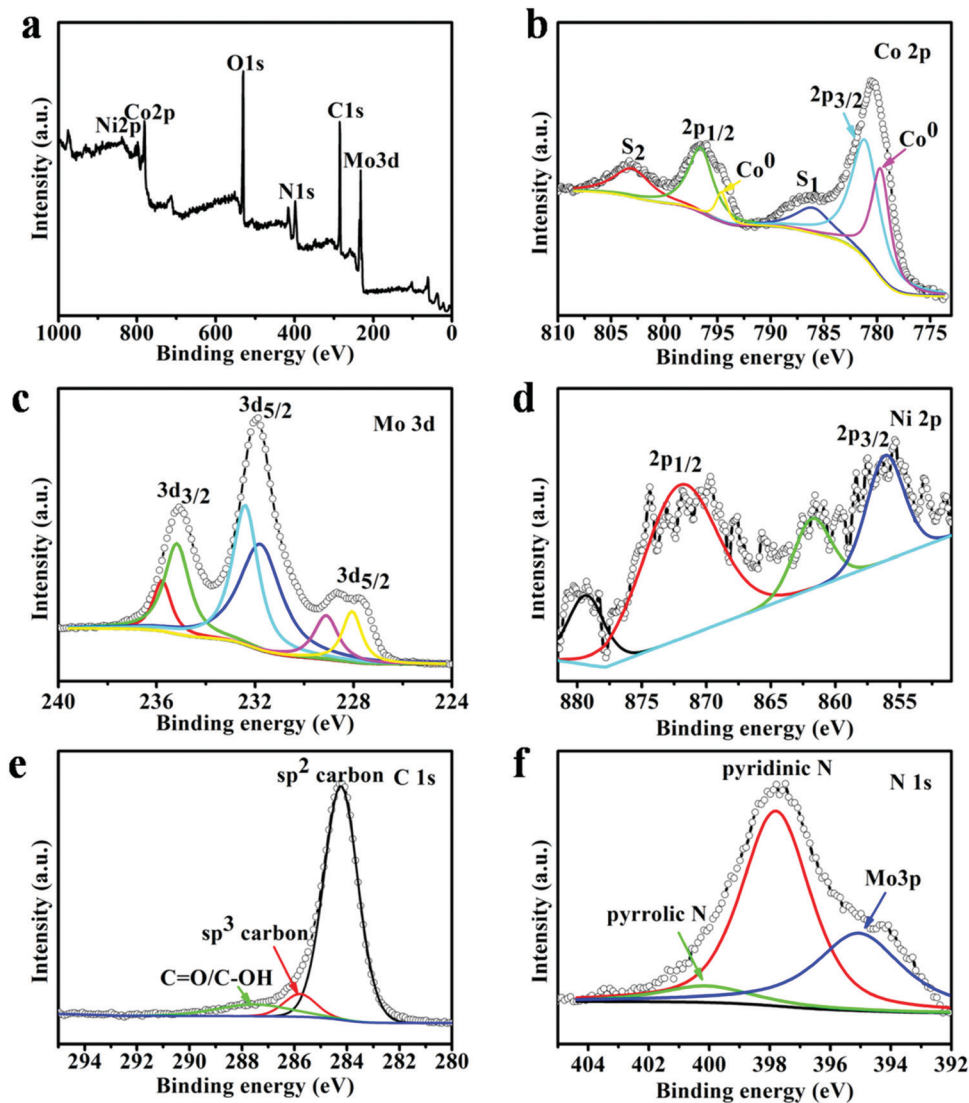 a
O1s
Ni2p
Co2p
C1s
Mo3d
N1s
Intensity (a.u.)
1000 800 600 400 200 0
Binding energy (eV)
b
Co 2p
2p3/2
2p1/2
S2
Co0
S1
Co0
Intensity (a.u.)
810 805 800 795 790 785 780 775
Binding energy (eV)
c
3d5/2
Mo 3d
3d3/2
3d5/2
Intensity (a.u.)
240 236 232 228 224
Binding energy (eV)
d
Ni 2p
2p3/2
2p1/2
Intensity (a.u.)
880 875 870 865 860 855
Binding energy (eV)
e
sp2 carbon
C 1s
sp3 carbon
C=O/C-OH
Intensity (a.u.)
294 292 290 288 286 284 282 280
Binding energy (eV)
f
pyridinic N
N 1s
Mo3p
pyrrolic N
Intensity (a.u.)
404 402 400 398 396 394 392
Binding energy (eV)